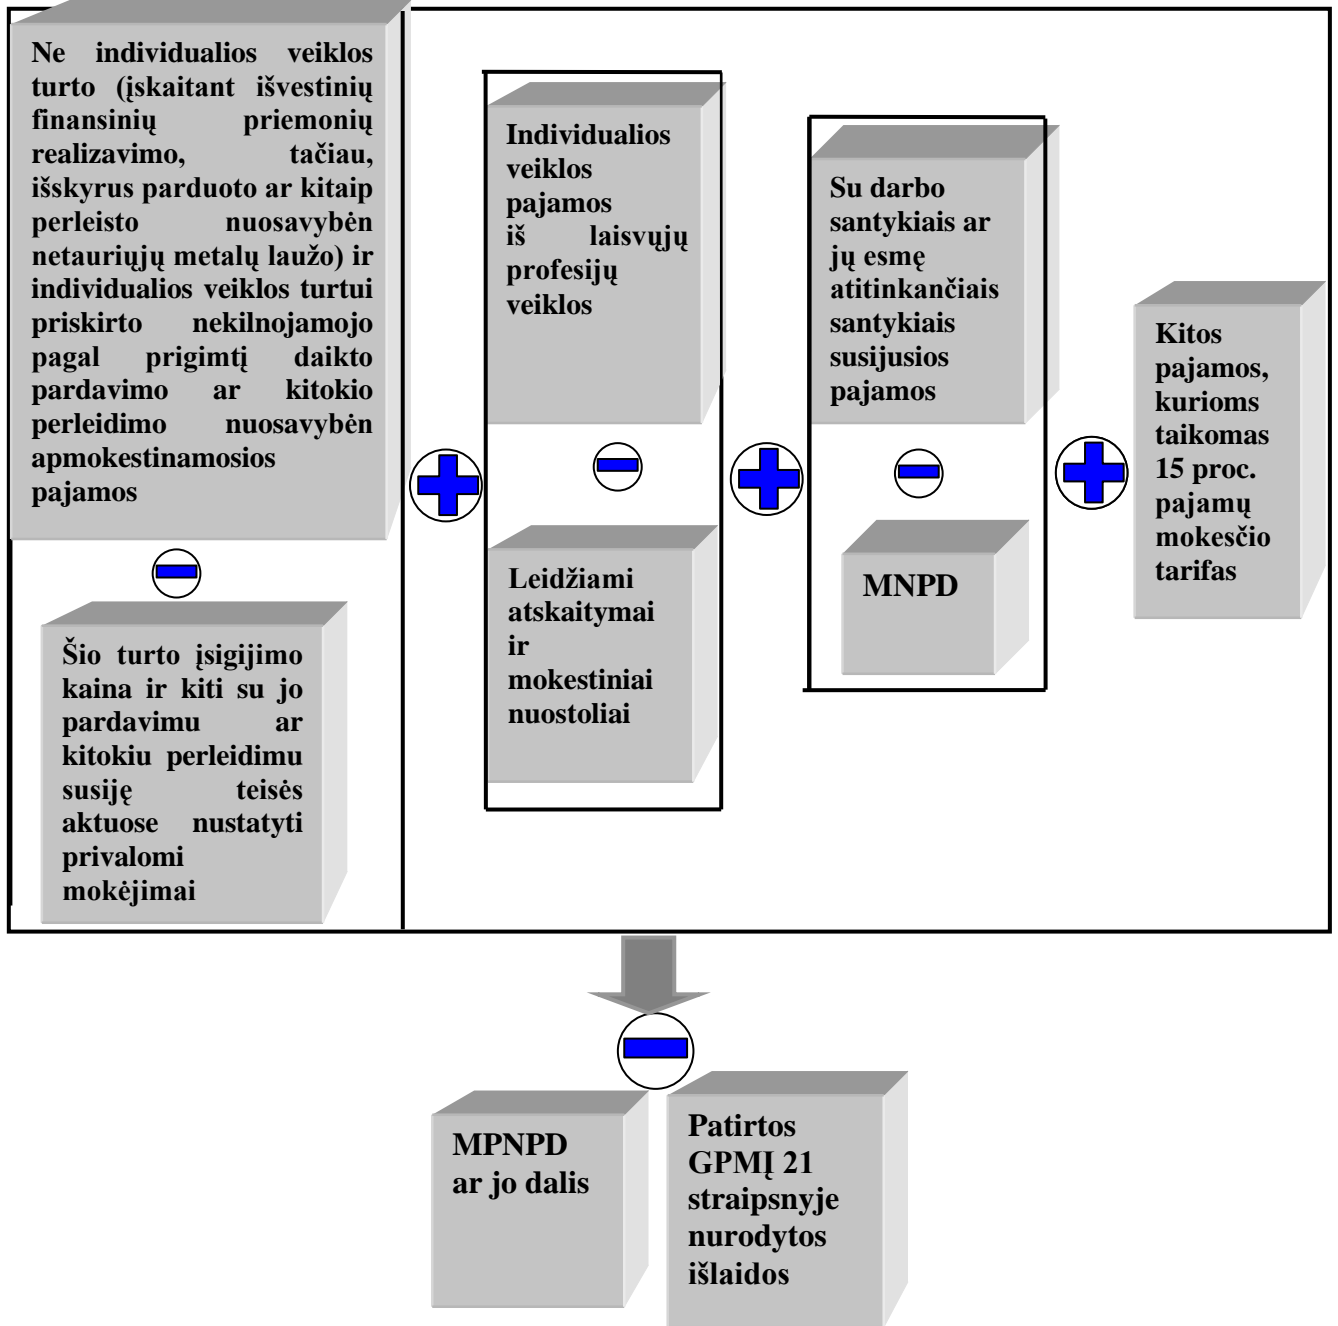 Ne individualios veiklos
turto (įskaitant išvestinių
finansinių priemonių
realizavimo, tačiau,
išskyrus parduoto ar kitaip
perleisto nuosavybėn
netauriųjų metalų laužo) ir
individualios veiklos turtui
priskirto nekilnojamojo
pagal prigimtį daikto
pardavimo ar kitokio
perleidimo nuosavybėn
apmokestinamosios
pajamos
Šio turto įsigijimo
kaina ir kiti su jo
pardavimu ar
kitokiu perleidimu
susiję teisės
aktuose nustatyti
privalomi
mokėjimai
Individualios
veiklos
pajamos
iš laisvųjų
profesijų
veiklos
Leidžiami
atskaitymai
ir
mokestiniai
nuostoliai
Su darbo
santykiais ar
jų esmę
atitinkančiais
santykiais
susijusios
pajamos
MNPD
Kitos
pajamos,
kurioms
taikomas
15 proc.
pajamų
mokesčio
tarifas
MPNPD
ar jo dalis
Patirtos
GPMĮ 21
straipsnyje
nurodytos
išlaidos